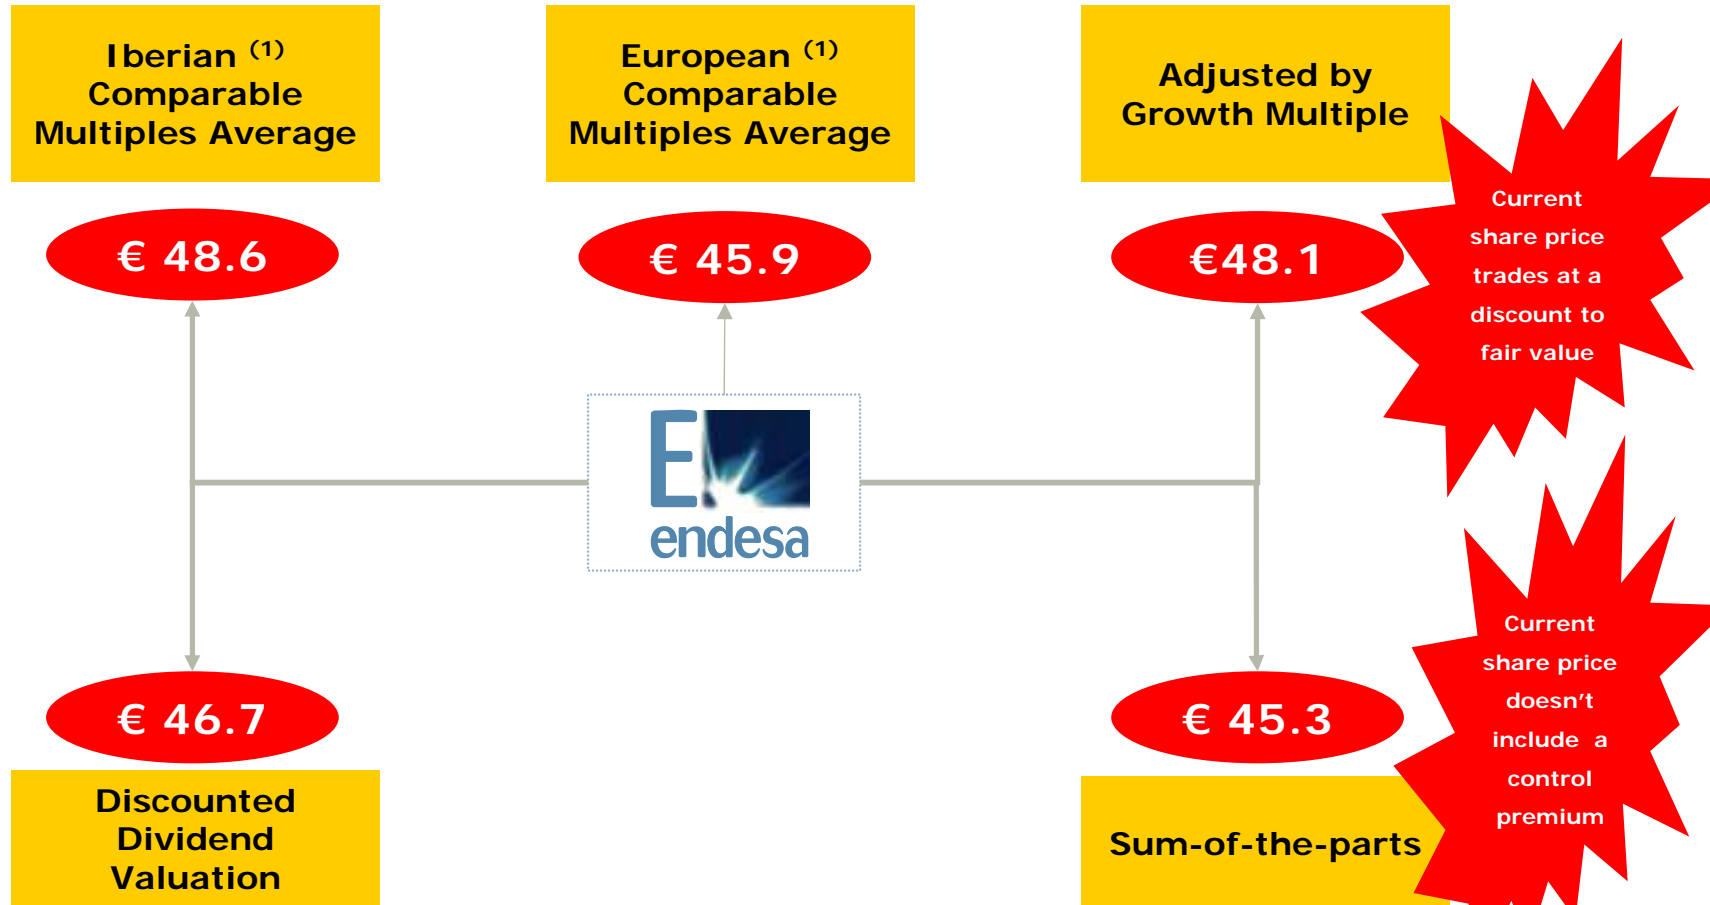 Iberian (1)
Comparable
Multiples Average
European (1)
Comparable
Multiples Average
Adjusted by
Growth Multiple
€ 48.6
€ 45.9
€48.1
Current
share price
trades at a
discount to
fair value
E
endesa
Current
share price
doesn't
include a
control
premium
€ 46.7
€ 45.3
Discounted
Dividend
Valuation
Sum-of-the-parts